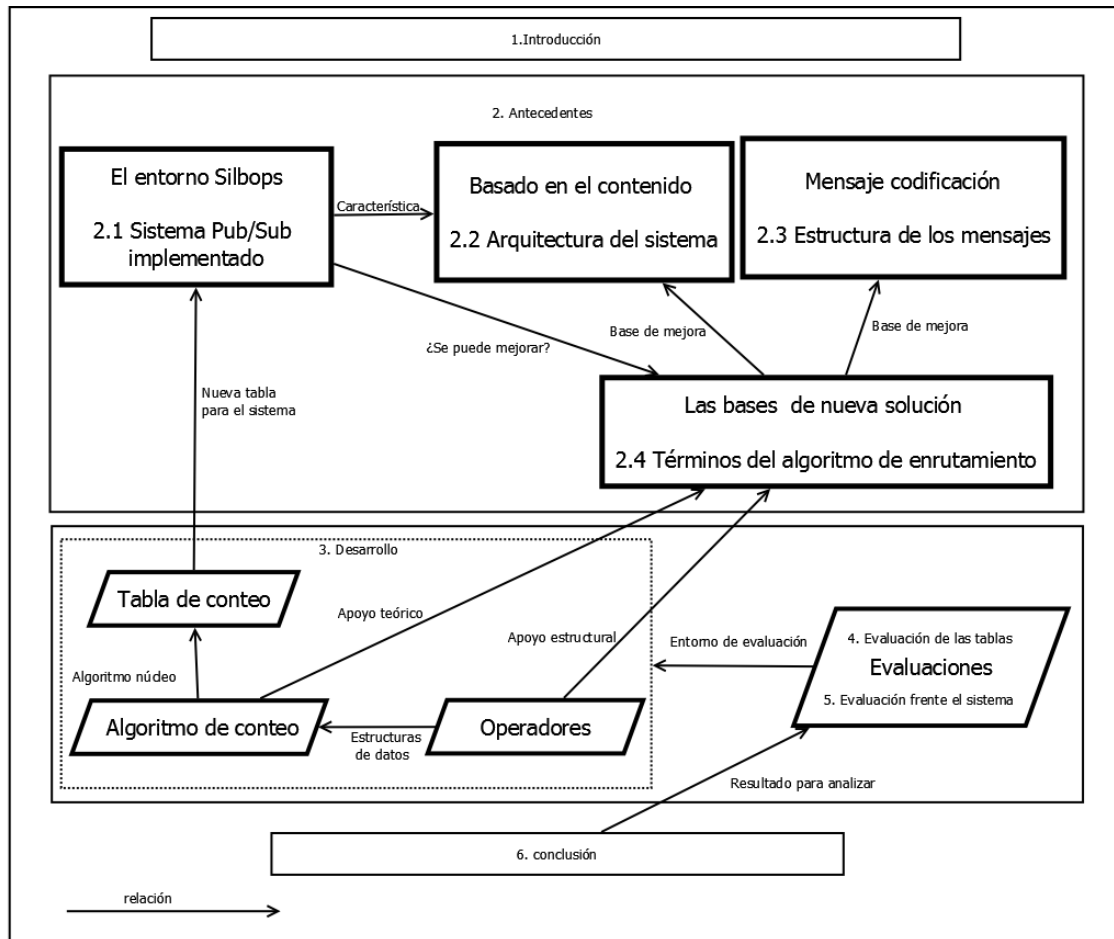 1.Introducción
2. Antecedentes
El entorno Silbops
2.1 Sistema Pub/Sub
implementado
Característica
Basado en el contenido
2.2 Arquitectura del sistema
Mensaje codificación
2.3 Estructura de los mensajes
¿Se puede mejorar?
Base de mejora
Base de mejora
Nueva tabla
para el sistema
Las bases de nueva solución
2.4 Términos del algoritmo de enrutamiento
3. Desarrollo
Tabla de conteo
Apoyo teórico
Apoyo estructural
Entorno de evaluación
4. Evaluación de las tablas
Evaluaciones
5. Evaluación frente el sistema
Algoritmo núcleo
Algoritmo de conteo
Estructuras
de datos
Operadores
Resultado para analizar
6. conclusión
relación